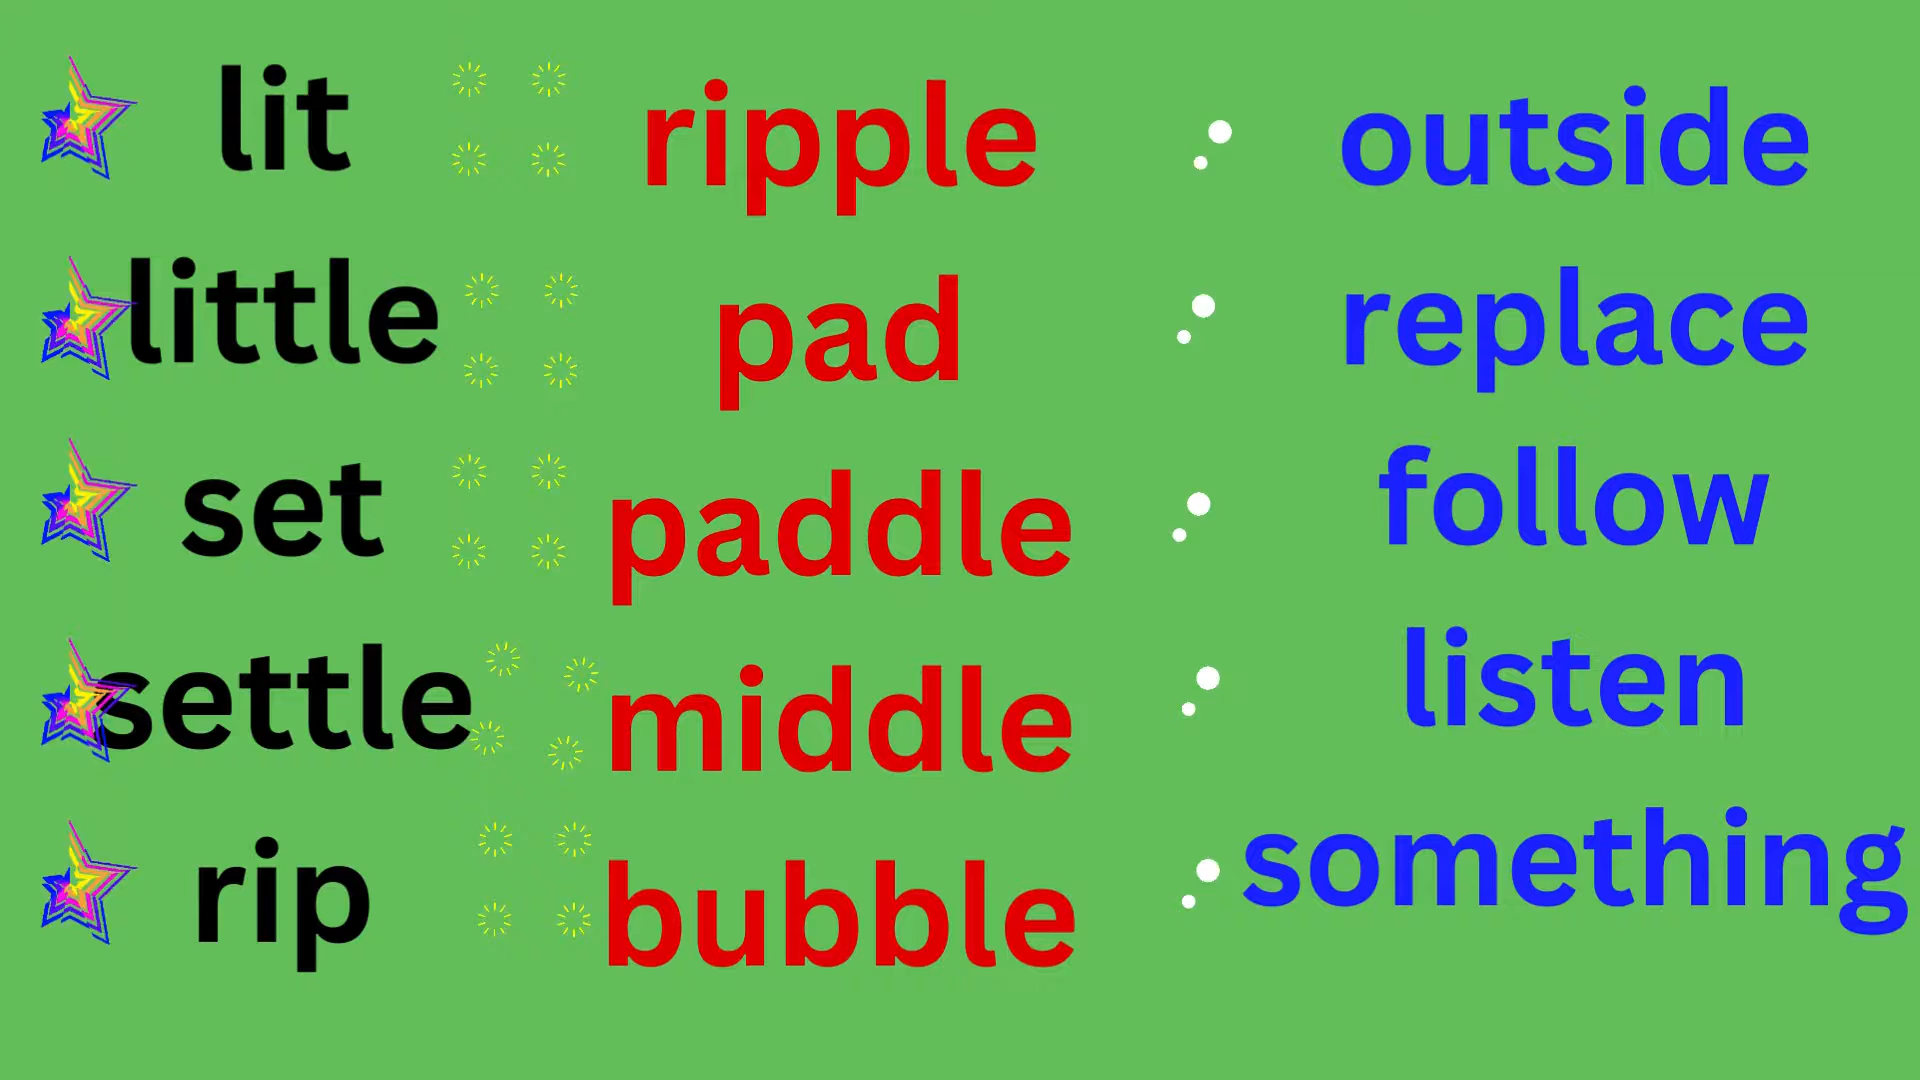 lit
little
set
settle
rip
ripple
pad
paddle
middle
bubble
outside
replace
follow
listen
something